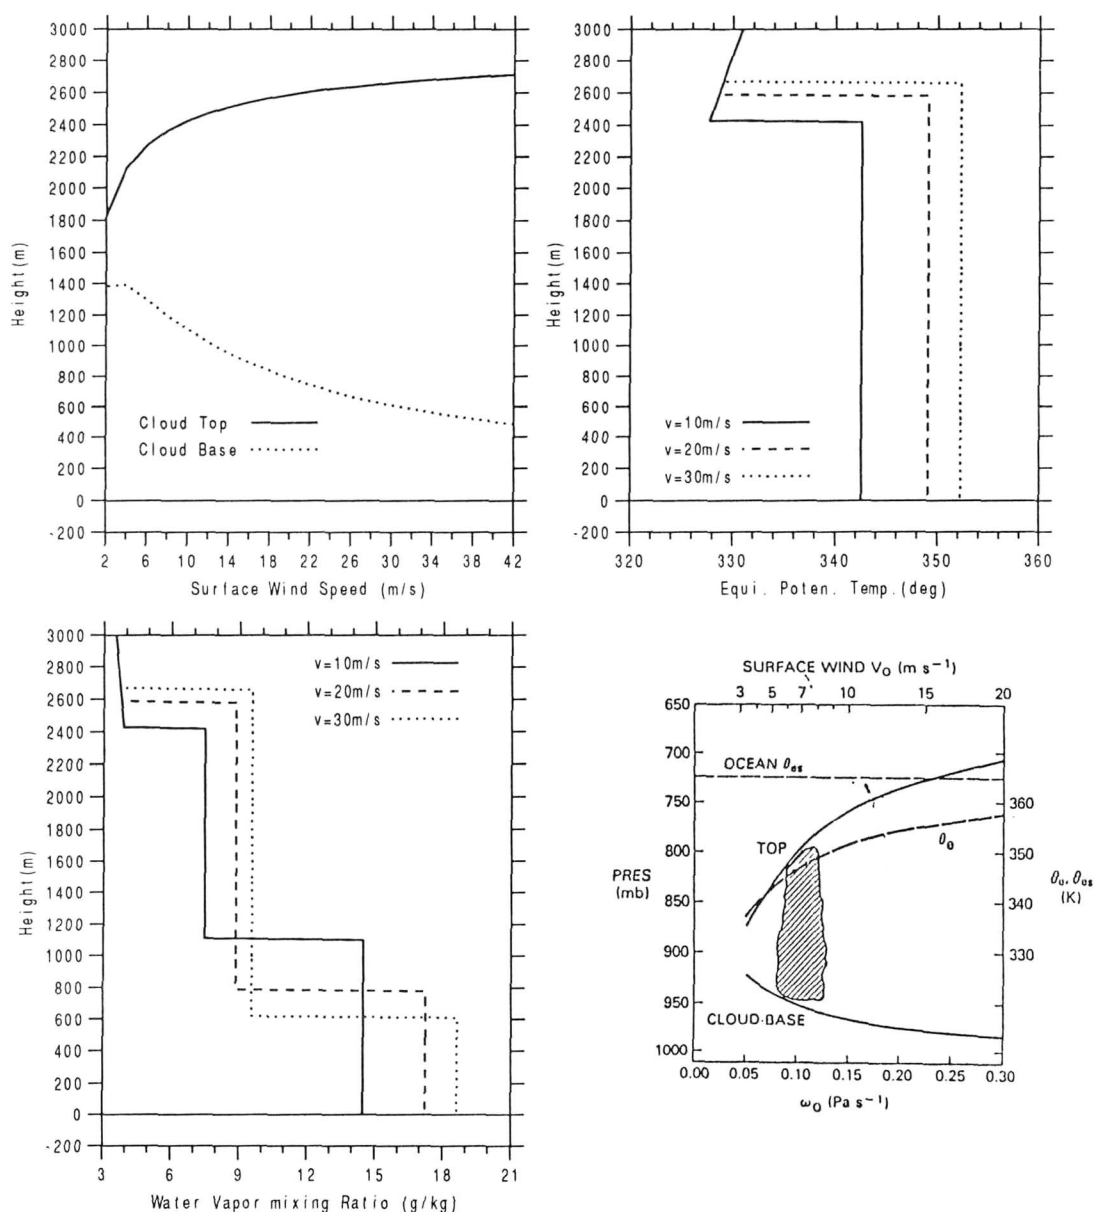 3000
2800
2600
2400
2200
2000
1800
1600
1400
1200
1000
800
600
400
200
0
-200
Height(m)
Cloud Top
Cloud Base
2 6 10 14 18 22 26 30 34 38 42
Surface Wind Speed (m/s)
3000
2800
2600
2400
2200
2000
1800
1600
1400
1200
1000
800
600
400
200
0
-200
Height(m)
v=10m/s
v=20m/s
v=30m/s
320 330 340 350 360
Equi. Poten. Temp.(deg)
3000
2800
2600
2400
2200
2000
1800
1600
1400
1200
1000
800
600
400
200
0
-200
Height(m)
v=10m/s
v=20m/s
v=30m/s
3 6 9 12 15 18 21
Water Vapor mixing Ratio (g/kg)
SURFACE WIND V₀ (m s⁻¹)
3 5 7 10 15 20
650
700
750
800
850
900
950
1000
PRES
(mb)
OCEAN θes
TOP
θe
CLOUD-BASE
360
350
340
330
θe, θes
(K)
0.00 0.05 0.10 0.15 0.20 0.25 0.30
ω₀ (Pa s⁻¹)